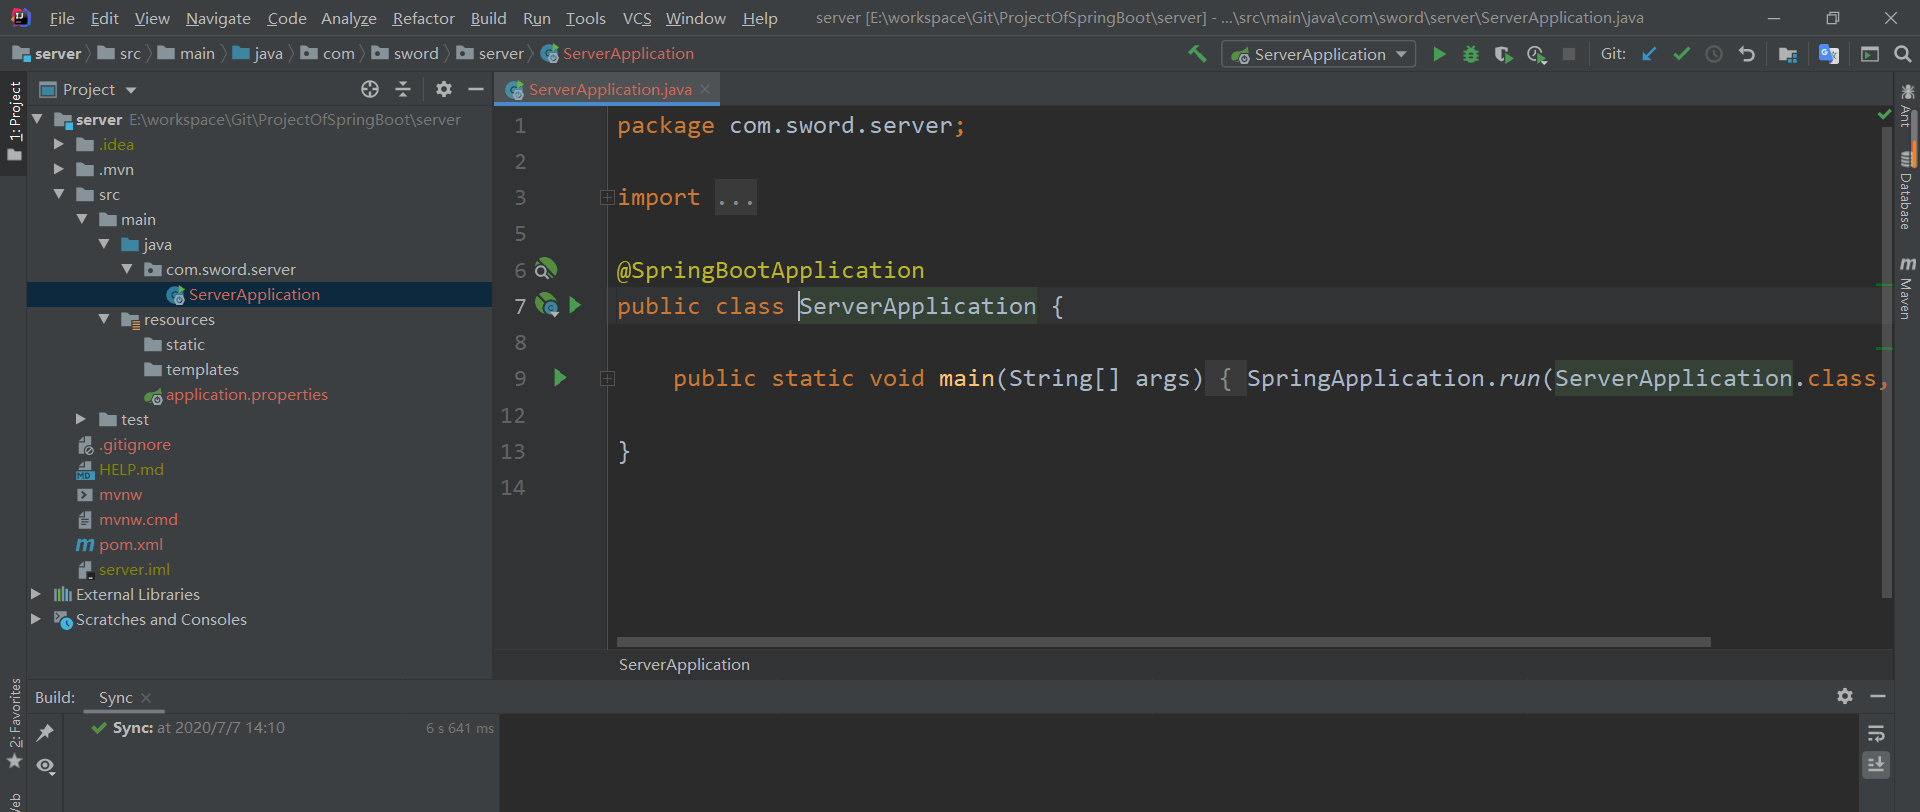 File Edit View Navigate Code Analyze Refactor Build Run Tools VCS Window Help server [E:\workspace\Git\ProjectOfSpringBoot\server] - ...\src\main\java\com\sword\server\ServerApplication.java
server src main java com sword server ServerApplication ServerApplication Git:
1: Project
Project
ServerApplication.java
server E:\workspace\Git\ProjectOfSpringBoot\server
.idea
.mvn
src
main
java
com.sword.server
ServerApplication
resources
static
templates
application.properties
test
.gitignore
HELP.md
mvnw
mvnw.cmd
pom.xml
server.iml
External Libraries
Scratches and Consoles
1 package com.sword.server;
2
3 import ...
5
6 @SpringBootApplication
7 public class ServerApplication {
8
9 public static void main(String[] args) { SpringApplication.run(ServerApplication.class,
12
13 }
14
ServerApplication
Ant
Database
Maven
Build: Sync
Sync: at 2020/7/7 14:10 6 s 641 ms
2: Favorites